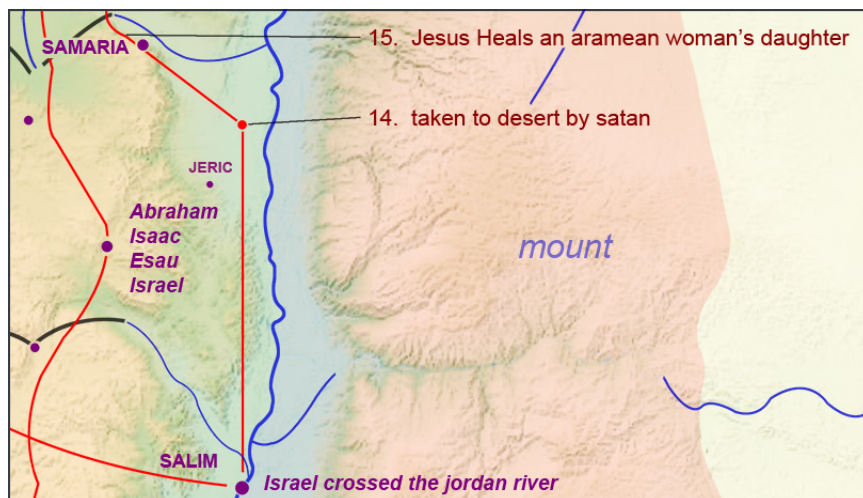 15. Jesus Heals an aramean woman's daughter
SAMARIA
14. taken to desert by satan
JERIC
Abraham
Isaac
Esau
Israel
mount
SALIM
Israel crossed the jordan river